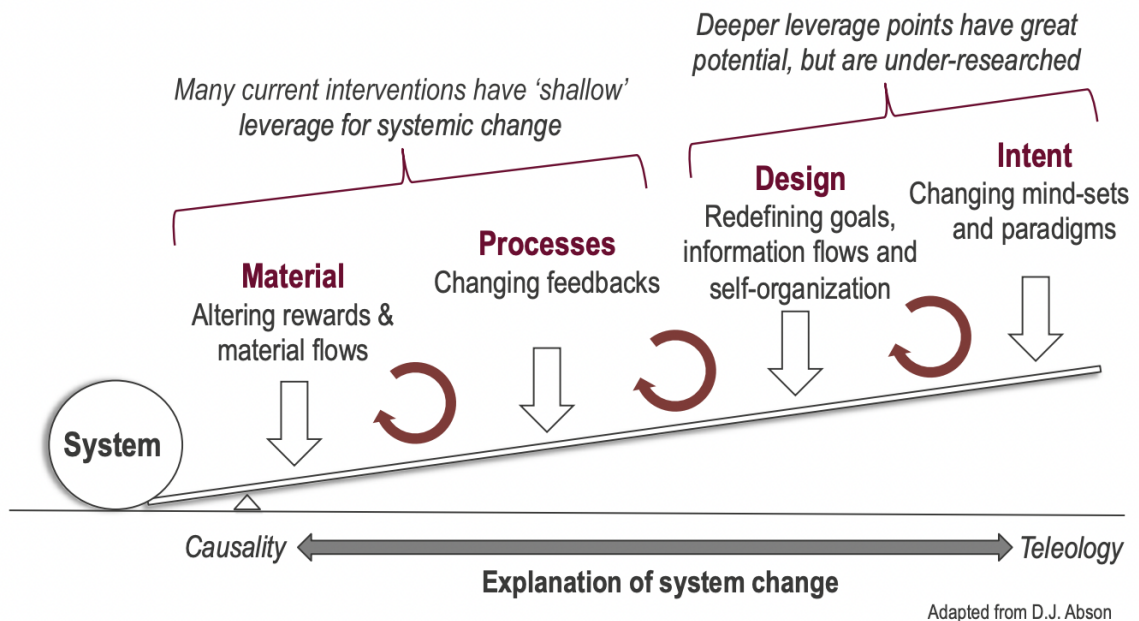 Deeper leverage points have great
potential, but are under-researched
Many current interventions have ‘shallow’
leverage for systemic change
Intent
Changing mind-sets
and paradigms
Design
Redefining goals,
information flows and
self-organization
Processes
Changing feedbacks
Material
Altering rewards &
material flows
System
Causality
Teleology
Explanation of system change
Adapted from D.J. Abson